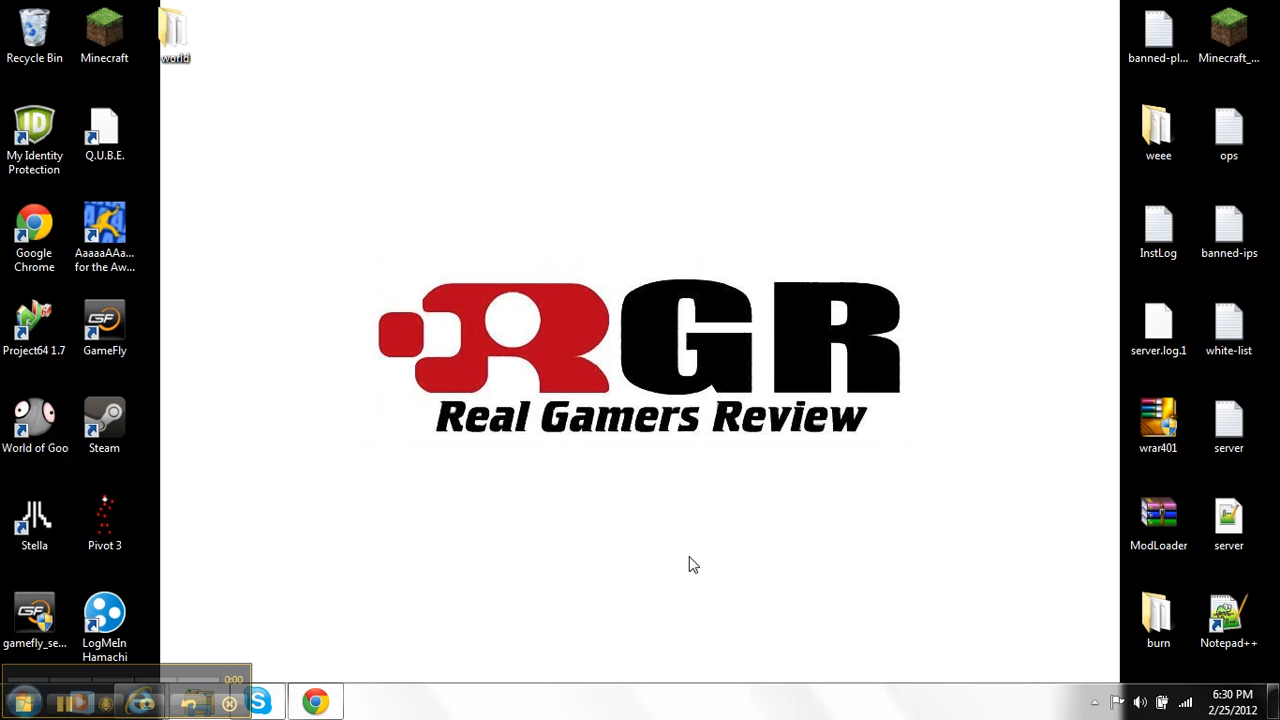 Recycle Bin
Minecraft
world
My Identity
Protection
Q.U.B.E.
Google
Chrome
AaaaaAAa...
for the Aw...
Project64 1.7
GameFly
World of Goo
Steam
Stella
Pivot 3
gamefly_se...
LogMeIn
Hamachi
RGR
Real Gamers Review
banned-pl...
Minecraft_...
weee
ops
InstLog
banned-ips
server.log.1
white-list
wrar401
server
ModLoader
server
burn
Notepad++
ID
GSF
GSF
0:00
6:30 PM
2/25/2012